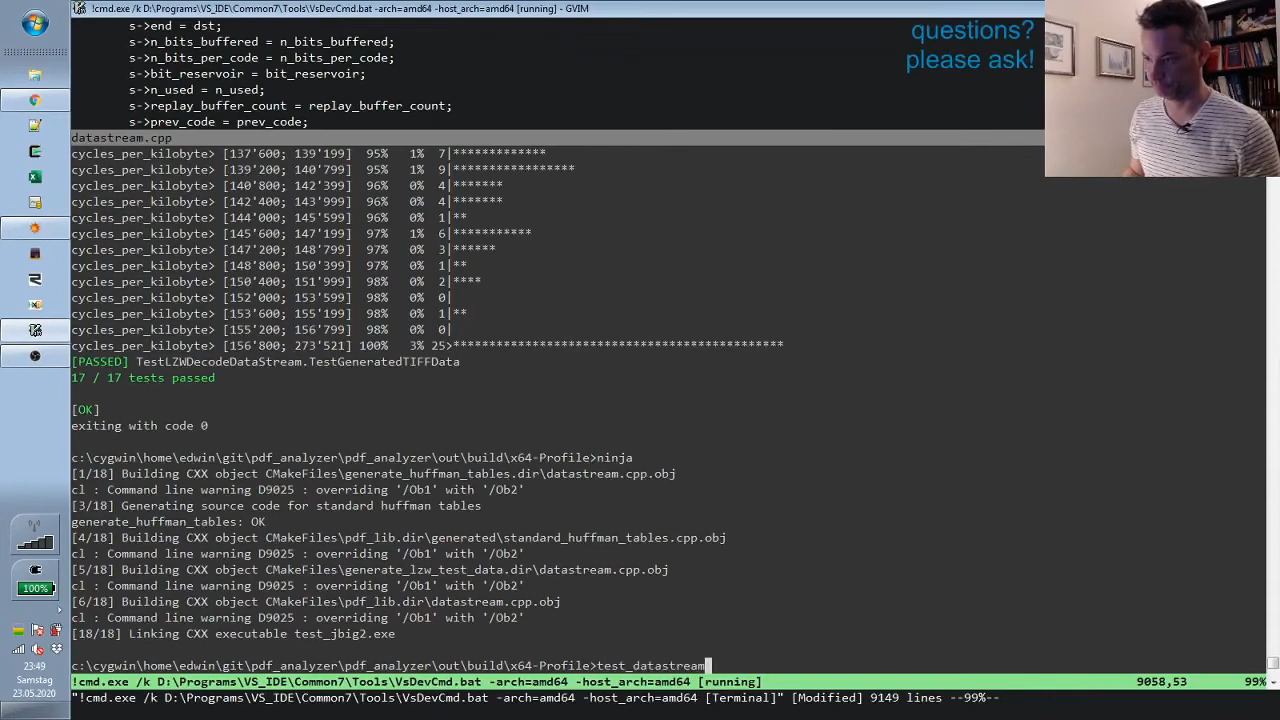 !cmd.exe /k D:\Programs\VS_IDE\Common7\Tools\VsDevCmd.bat -arch=amd64 -host_arch=amd64 [running] - GVIM
s->end = dst;
s->n_bits_buffered = n_bits_buffered;
s->n_bits_per_code = n_bits_per_code;
s->bit_reservoir = bit_reservoir;
s->n_used = n_used;
s->replay_buffer_count = replay_buffer_count;
s->prev_code = prev_code;
questions?
please ask!
datastream.cpp
cycles_per_kilobyte> [137'600; 139'199]  95%   1%  7|*************
cycles_per_kilobyte> [139'200; 140'799]  95%   1%  9|*****************
cycles_per_kilobyte> [140'800; 142'399]  96%   0%  4|*******
cycles_per_kilobyte> [142'400; 143'999]  96%   0%  4|*******
cycles_per_kilobyte> [144'000; 145'599]  96%   0%  1|**
cycles_per_kilobyte> [145'600; 147'199]  97%   1%  6|***********
cycles_per_kilobyte> [147'200; 148'799]  97%   0%  3|******
cycles_per_kilobyte> [148'800; 150'399]  97%   0%  1|**
cycles_per_kilobyte> [150'400; 151'999]  98%   0%  2|****
cycles_per_kilobyte> [152'000; 153'599]  98%   0%  0|
cycles_per_kilobyte> [153'600; 155'199]  98%   0%  1|**
cycles_per_kilobyte> [155'200; 156'799]  98%   0%  0|
cycles_per_kilobyte> [156'800; 273'521] 100%   3% 25>**********************************************
[PASSED] TestLZWDecodeDataStream.TestGeneratedTIFFData
17 / 17 tests passed
[OK]
exiting with code 0
c:\cygwin\home\edwin\git\pdf_analyzer\pdf_analyzer\out\build\x64-Profile>ninja
[1/18] Building CXX object CMakeFiles\generate_huffman_tables.dir\datastream.cpp.obj
cl : Command line warning D9025 : overriding '/Ob1' with '/Ob2'
[3/18] Generating source code for standard huffman tables
generate_huffman_tables: OK
[4/18] Building CXX object CMakeFiles\pdf_lib.dir\generated\standard_huffman_tables.cpp.obj
cl : Command line warning D9025 : overriding '/Ob1' with '/Ob2'
[5/18] Building CXX object CMakeFiles\generate_lzw_test_data.dir\datastream.cpp.obj
cl : Command line warning D9025 : overriding '/Ob1' with '/Ob2'
[6/18] Building CXX object CMakeFiles\pdf_lib.dir\datastream.cpp.obj
cl : Command line warning D9025 : overriding '/Ob1' with '/Ob2'
[18/18] Linking CXX executable test_jbig2.exe
c:\cygwin\home\edwin\git\pdf_analyzer\pdf_analyzer\out\build\x64-Profile>test_datastream
!cmd.exe /k D:\Programs\VS_IDE\Common7\Tools\VsDevCmd.bat -arch=amd64 -host_arch=amd64 [running] 9058,53 99%
"!cmd.exe /k D:\Programs\VS_IDE\Common7\Tools\VsDevCmd.bat -arch=amd64 -host_arch=amd64 [Terminal]" [Modified] 9149 lines --99%--
100%
23:49
Samstag
23.05.2020